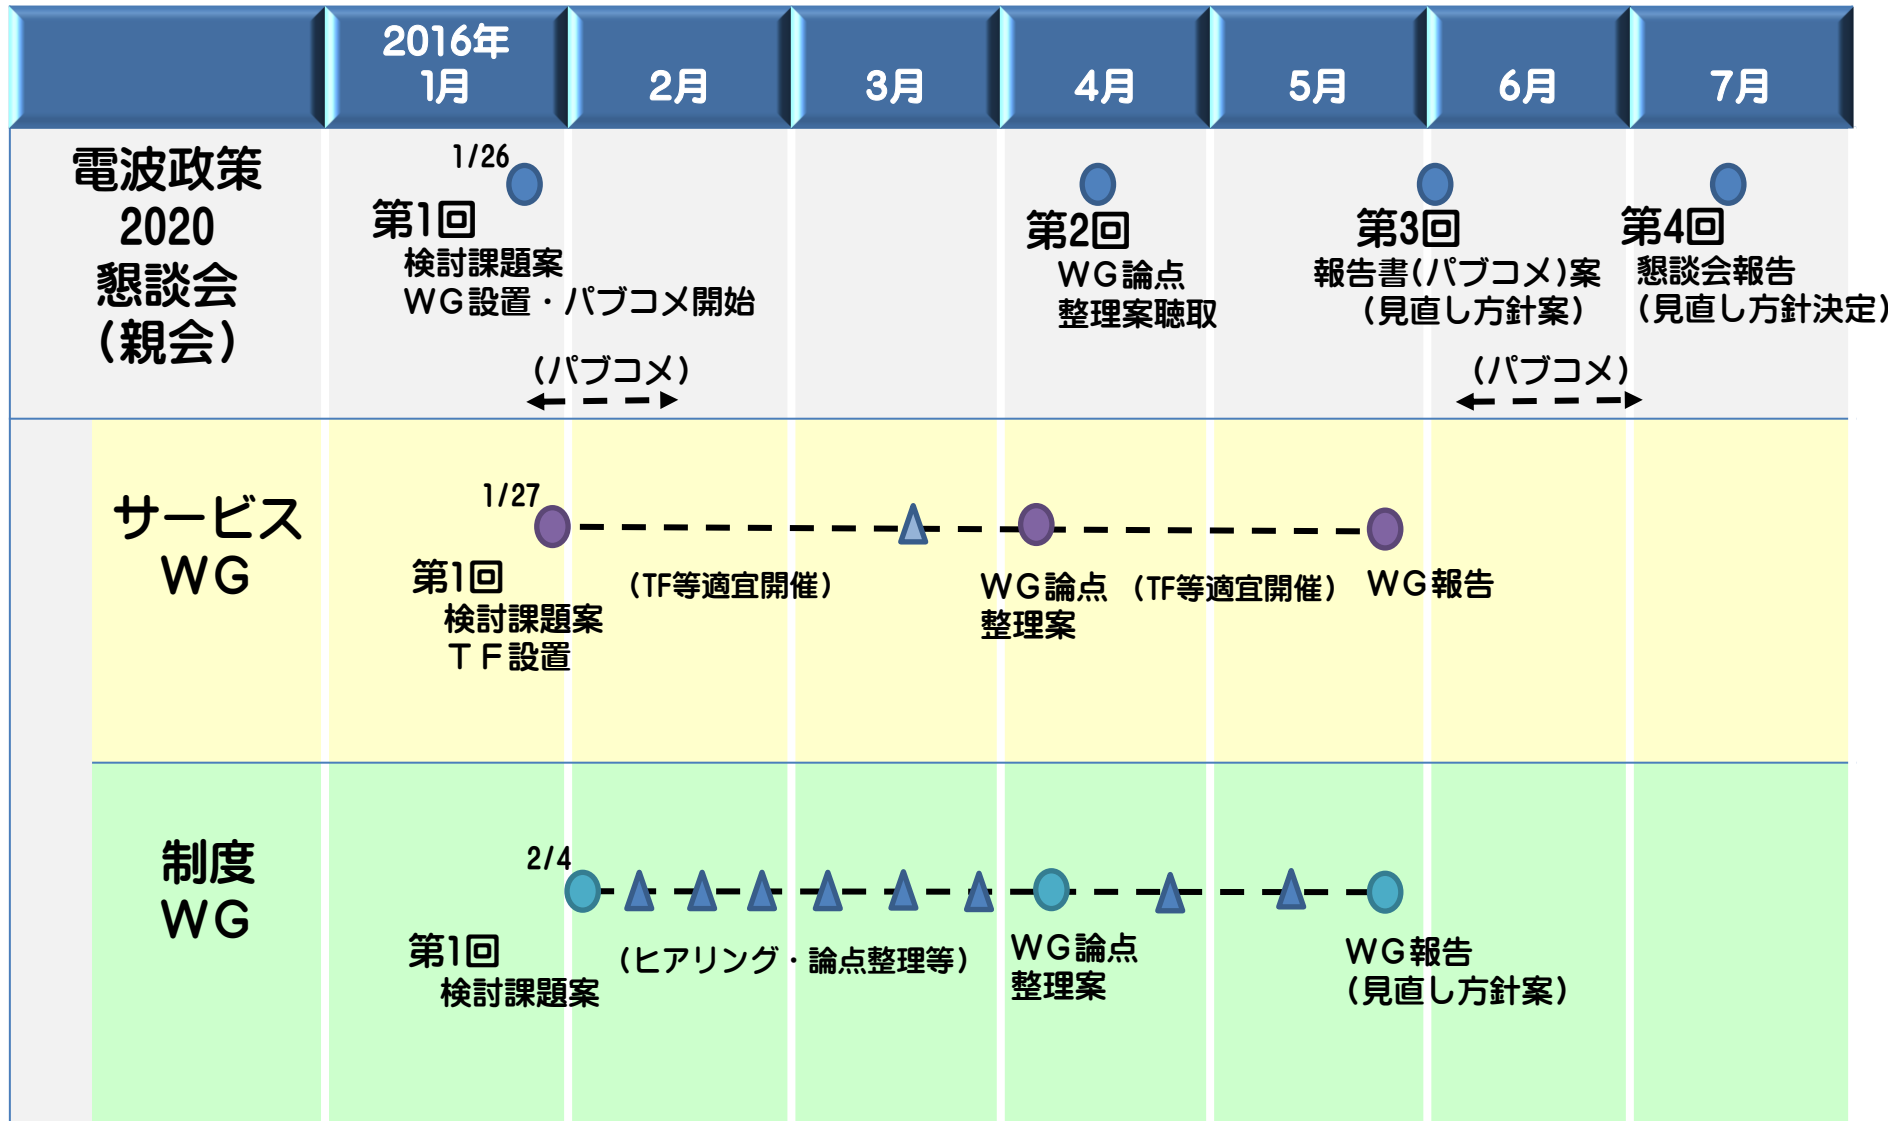 2016年
1月
2月
3月
4月
5月
6月
7月
電波政策
2020
懇談会
(親会)
1/26
第1回
検討課題案
ＷＧ設置・パブコメ開始
(パブコメ)
第2回
ＷＧ論点
整理案聴取
第3回
報告書(パブコメ)案
(見直し方針案)
(パブコメ)
第4回
懇談会報告
(見直し方針決定)
サービス
ＷＧ
1/27
第1回
検討課題案
ＴＦ設置
(TF等適宜開催)
ＷＧ論点
整理案
(TF等適宜開催)
ＷＧ報告
制度
ＷＧ
2/4
第1回
検討課題案
(ヒアリング・論点整理等)
ＷＧ論点
整理案
ＷＧ報告
(見直し方針案)